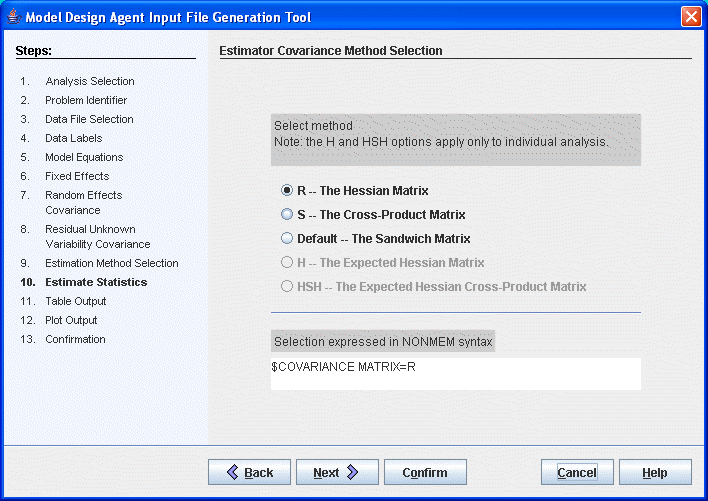 Model Design Agent Input File Generation Tool
Steps:
1. Analysis Selection
2. Problem Identifier
3. Data File Selection
4. Data Labels
5. Model Equations
6. Fixed Effects
7. Random Effects
Covariance
8. Residual Unknown
Variability Covariance
9. Estimation Method Selection
10. Estimate Statistics
11. Table Output
12. Plot Output
13. Confirmation
Estimator Covariance Method Selection
Select method
Note: the H and HSH options apply only to individual analysis.
R -- The Hessian Matrix
S -- The Cross-Product Matrix
Default -- The Sandwich Matrix
H -- The Expected Hessian Matrix
HSH -- The Expected Hessian Cross-Product Matrix
Selection expressed in NONMEM syntax
$COVARIANCE MATRIX=R
Back Next Confirm Cancel Help